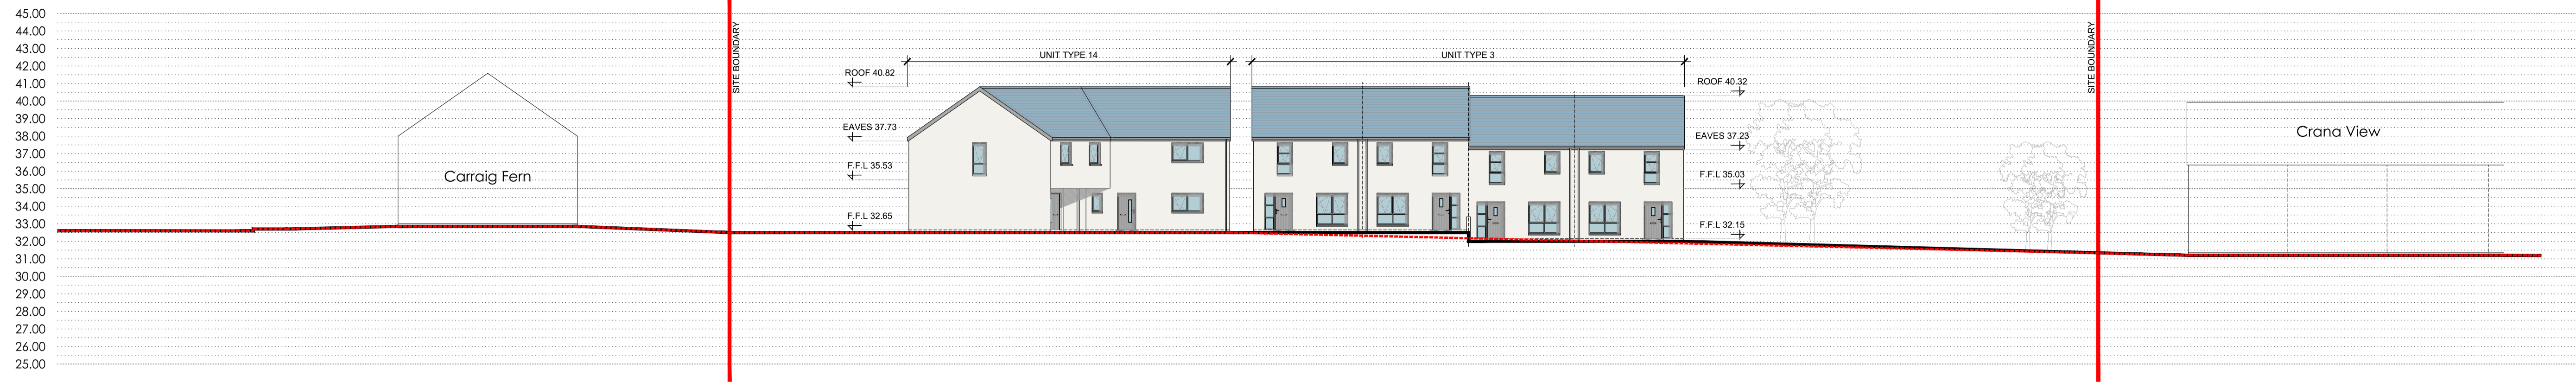 45.00
44.00
43.00
42.00
41.00
40.00
39.00
38.00
37.00
36.00
35.00
34.00
33.00
32.00
31.00
30.00
29.00
28.00
27.00
26.00
25.00
Carraig Fern
SITE BOUNDARY
UNIT TYPE 14
ROOF 40.82
EAVES 37.73
F.F.L 35.53
F.F.L 32.65
UNIT TYPE 3
ROOF 40.32
EAVES 37.23
F.F.L 35.03
F.F.L 32.15
SITE BOUNDARY
Crana View